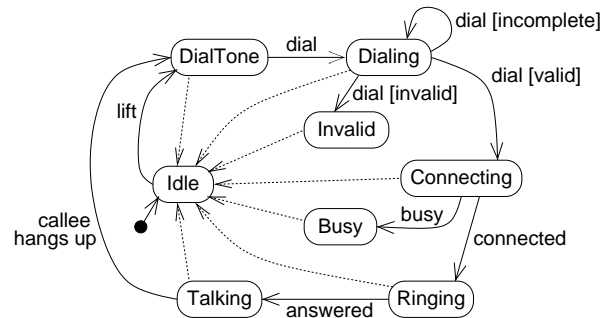 dial [incomplete]
DialTone
dial
Dialing
dial [valid]
dial [invalid]
lift
Invalid
Idle
Connecting
callee
hangs up
Busy
busy
connected
Talking
answered
Ringing